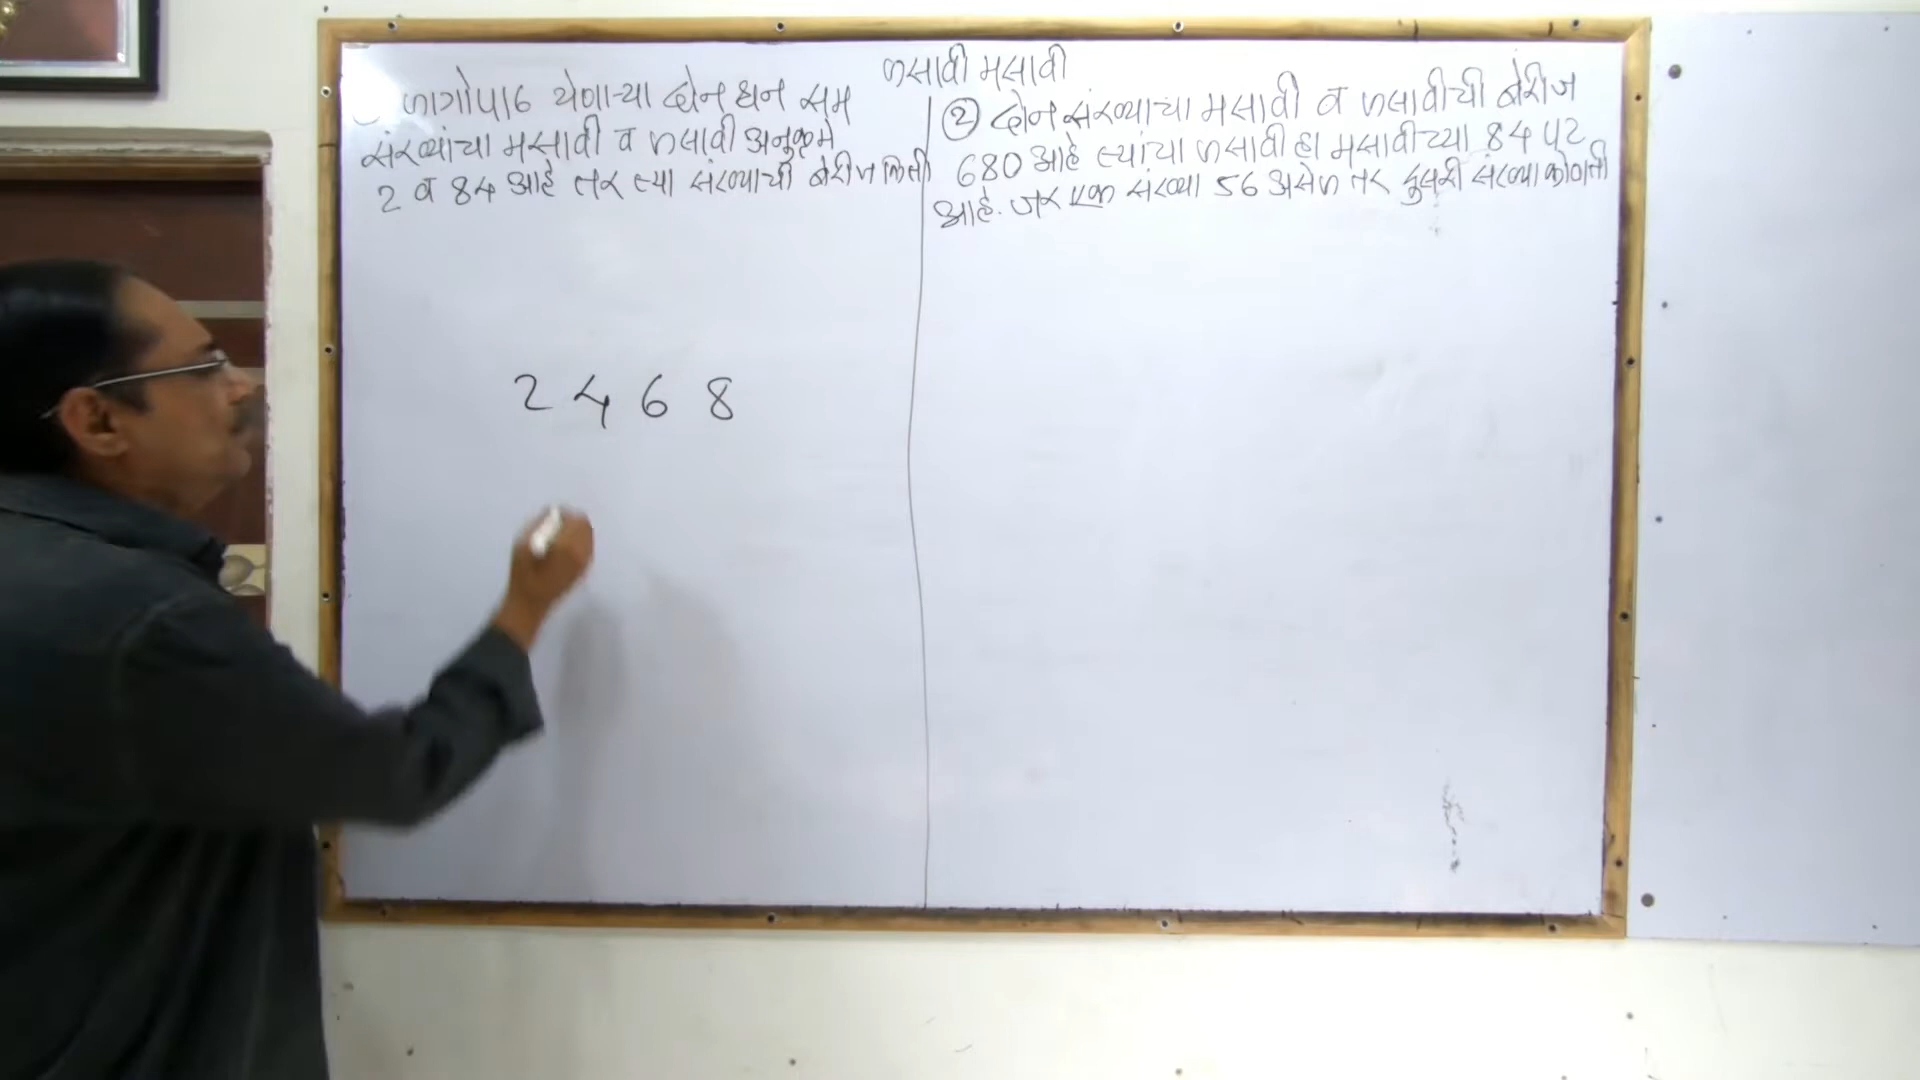 लसावी मसावी
लागोपाठ येणाऱ्या दोन धन सम
संख्यांचा मसावी व लसावी अनुक्रमे
2 व 84 आहे तर त्या संख्याची बेरीज किती
② दोन संख्याचा मसावी व लसावीची बेरीज
680 आहे त्यांचा लसावी हा मसावीच्या 84 पट
आहे. जर एक संख्या 56 असेल तर दुसरी संख्या कोणती
2 4 6 8